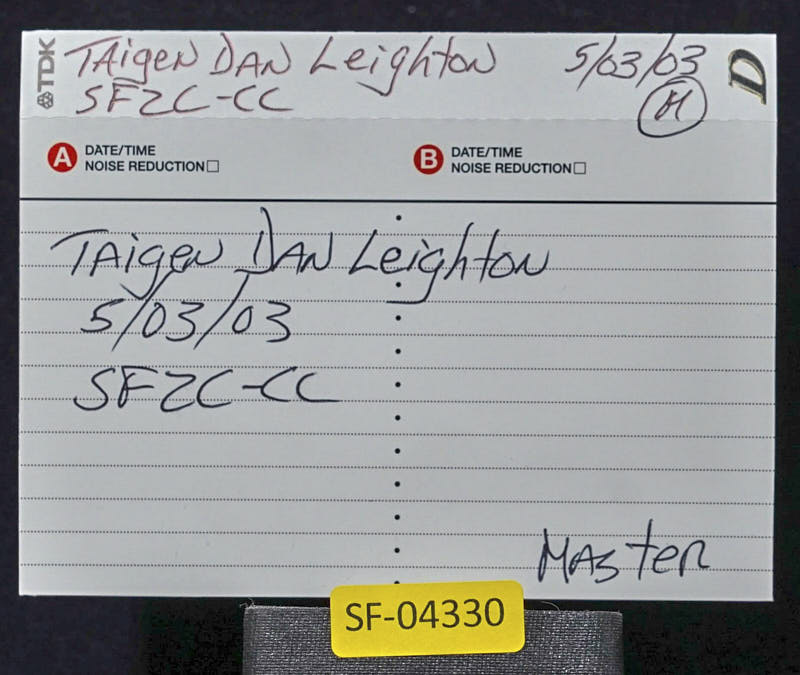 TDK
TAigen DAN Leighton 5/03/03 D
SFZC-CC M
A DATE/TIME B DATE/TIME
NOISE REDUCTION NOISE REDUCTION
TAigen DAN Leighton
5/03/03
SFZC-CC
MASter
SF-04330